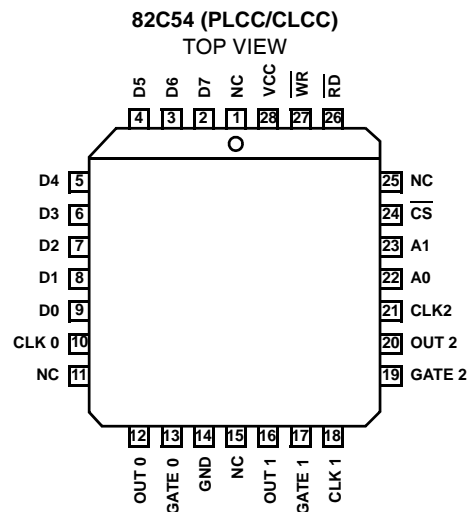 82C54 (PLCC/CLCC)
TOP VIEW
D5 D6 D7 NC VCC WR RD
4 3 2 1 28 27 26
D4 5 25 NC
D3 6 24 CS
D2 7 23 A1
D1 8 22 A0
D0 9 21 CLK2
CLK 0 10 20 OUT 2
NC 11 19 GATE 2
12 13 14 15 16 17 18
OUT 0 GATE 0 GND NC OUT 1 GATE 1 CLK 1